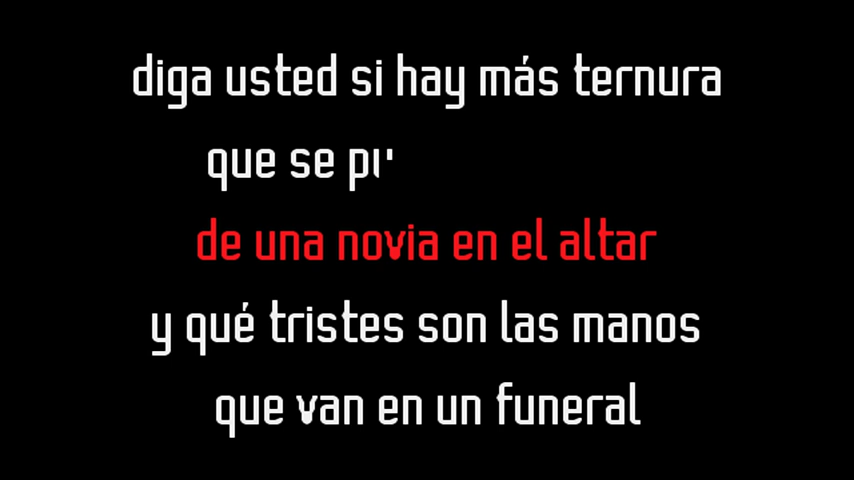 diga usted si hay más ternura
que se
de una novia en el altar
y qué tristes son las manos
que van en un funeral